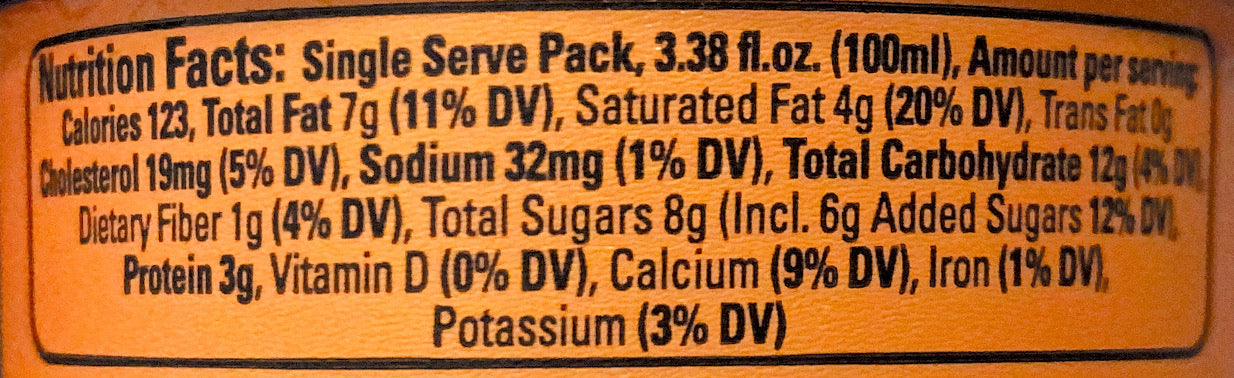 Nutrition Facts: Single Serve Pack, 3.38 fl.oz. (100ml), Amount per serving:
Calories 123, Total Fat 7g (11% DV), Saturated Fat 4g (20% DV), Trans Fat 0g
Cholesterol 19mg (5% DV), Sodium 32mg (1% DV), Total Carbohydrate 12g (4% DV)
Dietary Fiber 1g (4% DV), Total Sugars 8g (Incl. 6g Added Sugars 12% DV),
Protein 3g, Vitamin D (0% DV), Calcium (9% DV), Iron (1% DV),
Potassium (3% DV)